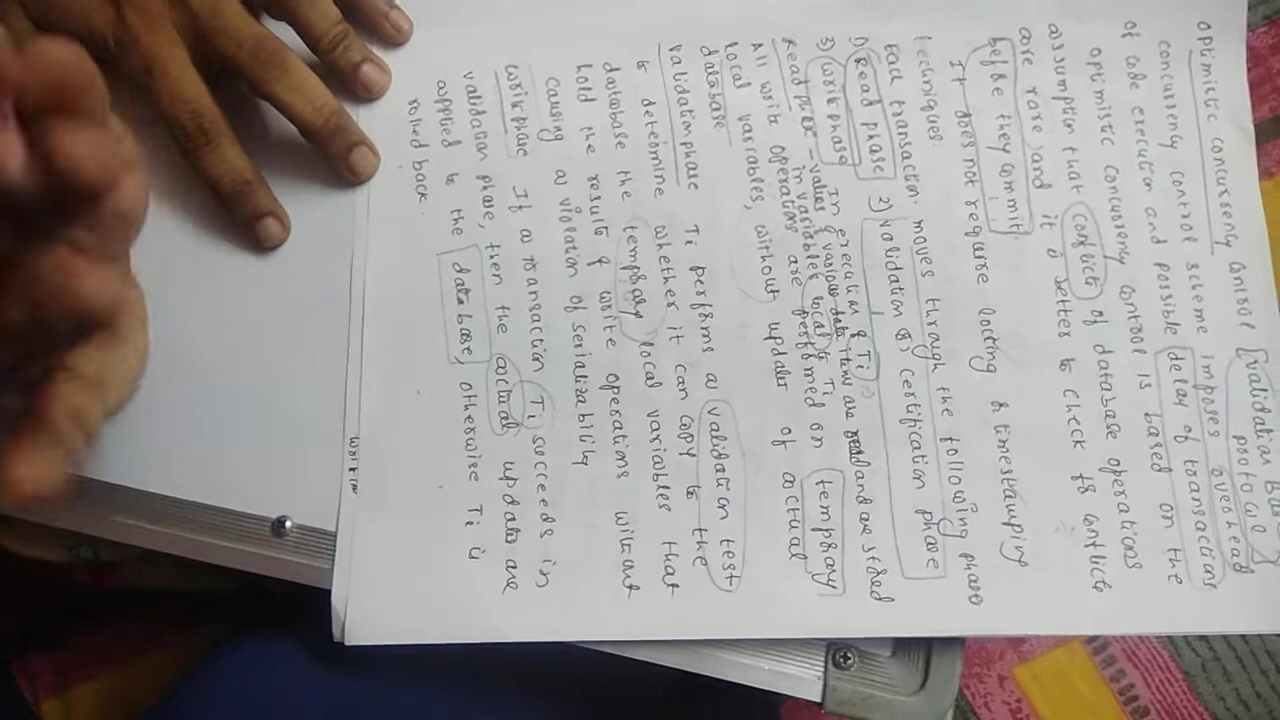 optimistic concurrency control [validation Based
protocol]
concurrency control scheme imposes overhead
of code execution and possible delay of transactions
optimistic concurrency control is based on the
assumption that conflicts of database operations
are rare and it is better to check for conflicts
before they commit.
It does not require locking & timestamping
techniques.
Each transaction moves through the following phases
1) Read phase 2) validation or certification phase
3) write phase In execution of Ti
Read - values of various data items are read and are stored
in variables local to Ti
All write operations are performed on temporary
local variables, without updates of actual
database
validation phase Ti performs a validation test
to determine whether it can copy to the
database the temporary local variables that
hold the results of write operations without
causing a violation of serializability
write phase If a transaction Ti succeeds in
validation phase, then the actual updates are
applied to the database, otherwise Ti is
rolled back.